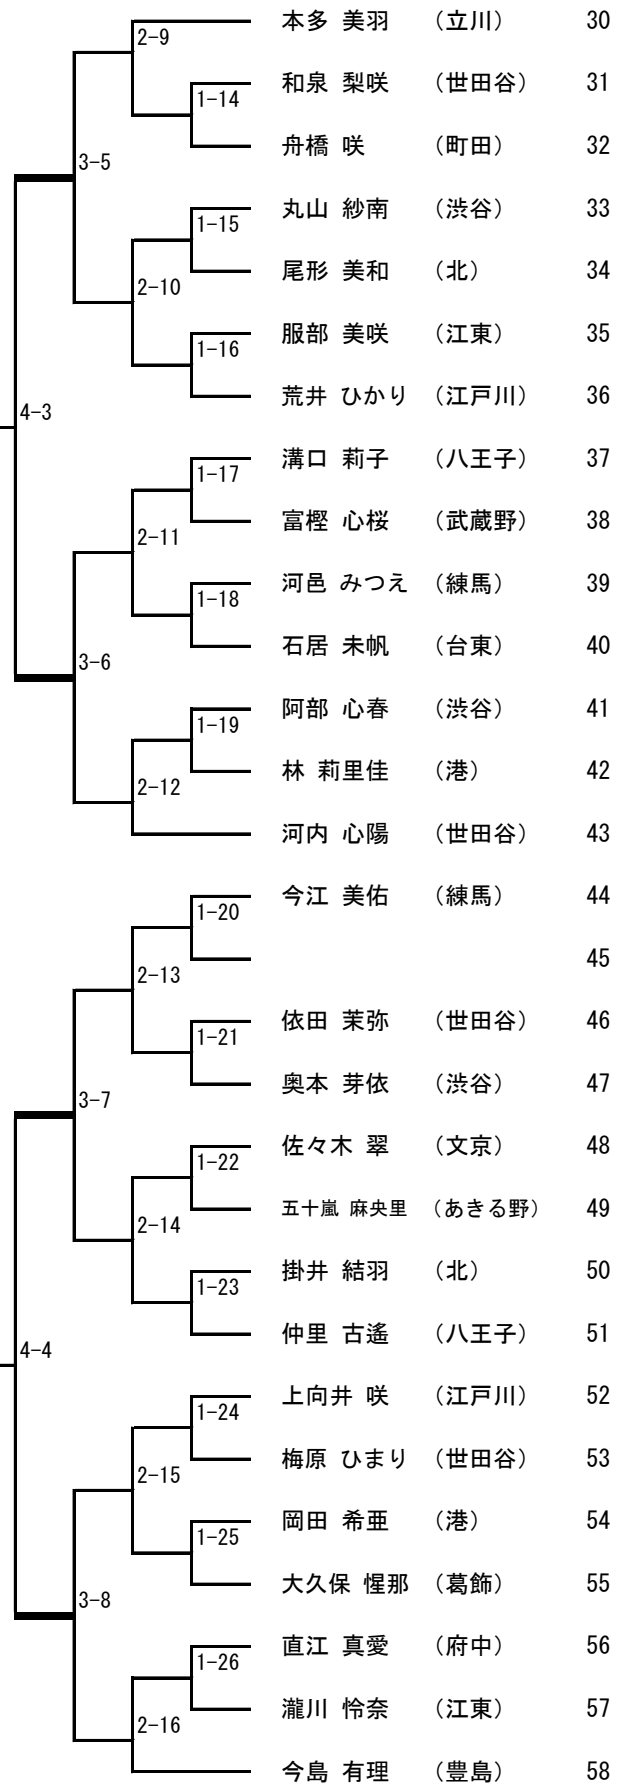 本多 美羽 （立川） 30
2-9
和泉 梨咲 （世田谷） 31
1-14
舟橋 咲 （町田） 32
3-5
丸山 紗南 （渋谷） 33
1-15
尾形 美和 （北） 34
2-10
服部 美咲 （江東） 35
1-16
荒井 ひかり （江戸川） 36
4-3
溝口 莉子 （八王子） 37
1-17
富樫 心桜 （武蔵野） 38
2-11
河邑 みつえ （練馬） 39
1-18
石居 未帆 （台東） 40
3-6
阿部 心春 （渋谷） 41
1-19
林 莉里佳 （港） 42
2-12
河内 心陽 （世田谷） 43
今江 美佑 （練馬） 44
1-20
45
2-13
依田 茉弥 （世田谷） 46
1-21
奥本 芽依 （渋谷） 47
3-7
佐々木 翠 （文京） 48
1-22
五十嵐 麻央里 （あきる野） 49
2-14
掛井 結羽 （北） 50
1-23
仲里 古遙 （八王子） 51
4-4
上向井 咲 （江戸川） 52
1-24
梅原 ひまり （世田谷） 53
2-15
岡田 希亜 （港） 54
1-25
大久保 惺那 （葛飾） 55
3-8
直江 真愛 （府中） 56
1-26
瀧川 怜奈 （江東） 57
2-16
今島 有理 （豊島） 58